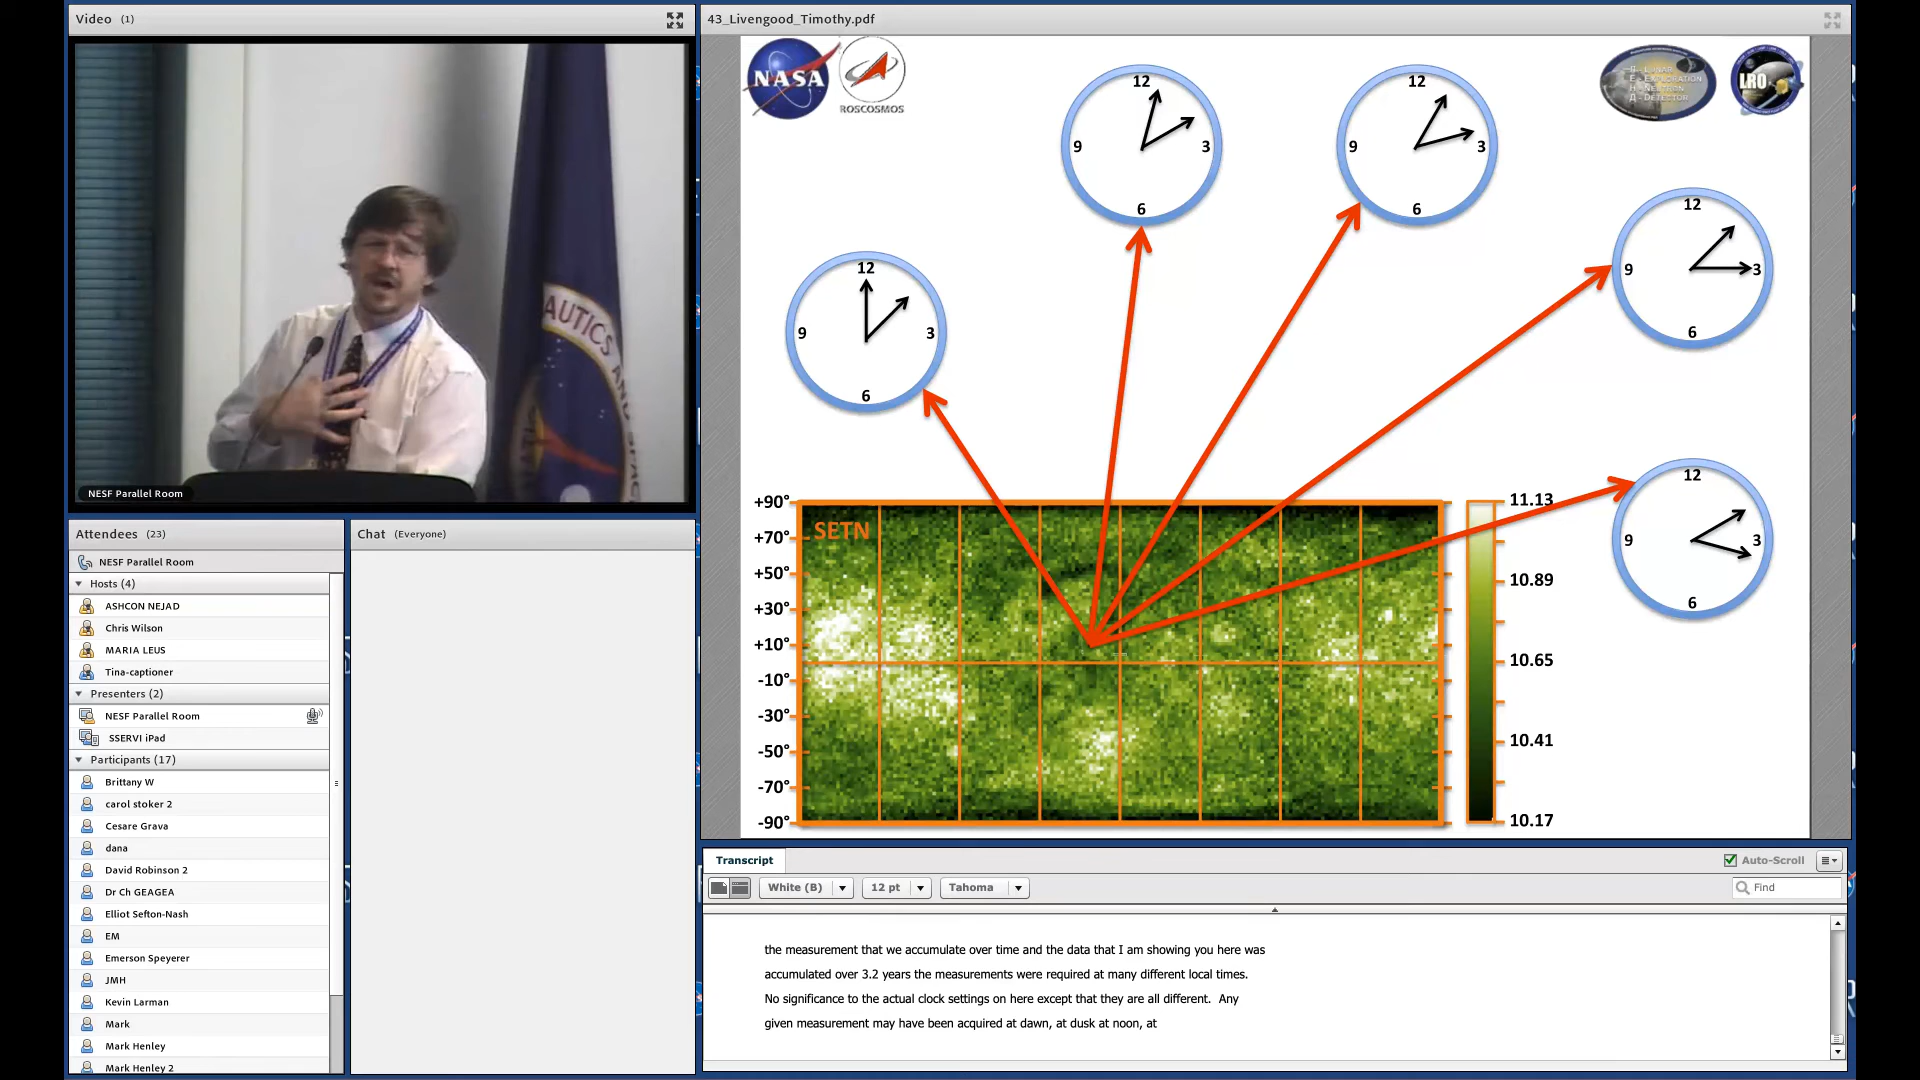 Video (1)
AUTICS AND SPACE
NESF Parallel Room
Attendees (23)
NESF Parallel Room
Hosts (4)
ASHCON NEJAD
Chris Wilson
MARIA LEUS
Tina-captioner
Presenters (2)
NESF Parallel Room
SSERVI iPad
Participants (17)
Brittany W
carol stoker 2
Cesare Grava
dana
David Robinson 2
Dr Ch GEAGEA
Elliot Sefton-Nash
EM
Emerson Speyerer
JMH
Kevin Larman
Mark
Mark Henley
Mark Henley 2
Chat (Everyone)
43_Livengood_Timothy.pdf
NASA
ROSCOSMOS
LUNAR
EXPLORATION
NEUTRON
DETECTOR
LRO
12
3
6
9
12
3
6
9
12
3
6
9
12
3
6
9
12
3
6
9
SETN
+90°
+70°
+50°
+30°
+10°
-10°
-30°
-50°
-70°
-90°
11.13
10.89
10.65
10.41
10.17
Transcript
Auto-Scroll
White (B)
12 pt
Tahoma
Find
the measurement that we accumulate over time and the data that I am showing you here was
accumulated over 3.2 years the measurements were required at many different local times.
No significance to the actual clock settings on here except that they are all different. Any
given measurement may have been acquired at dawn, at dusk at noon, at